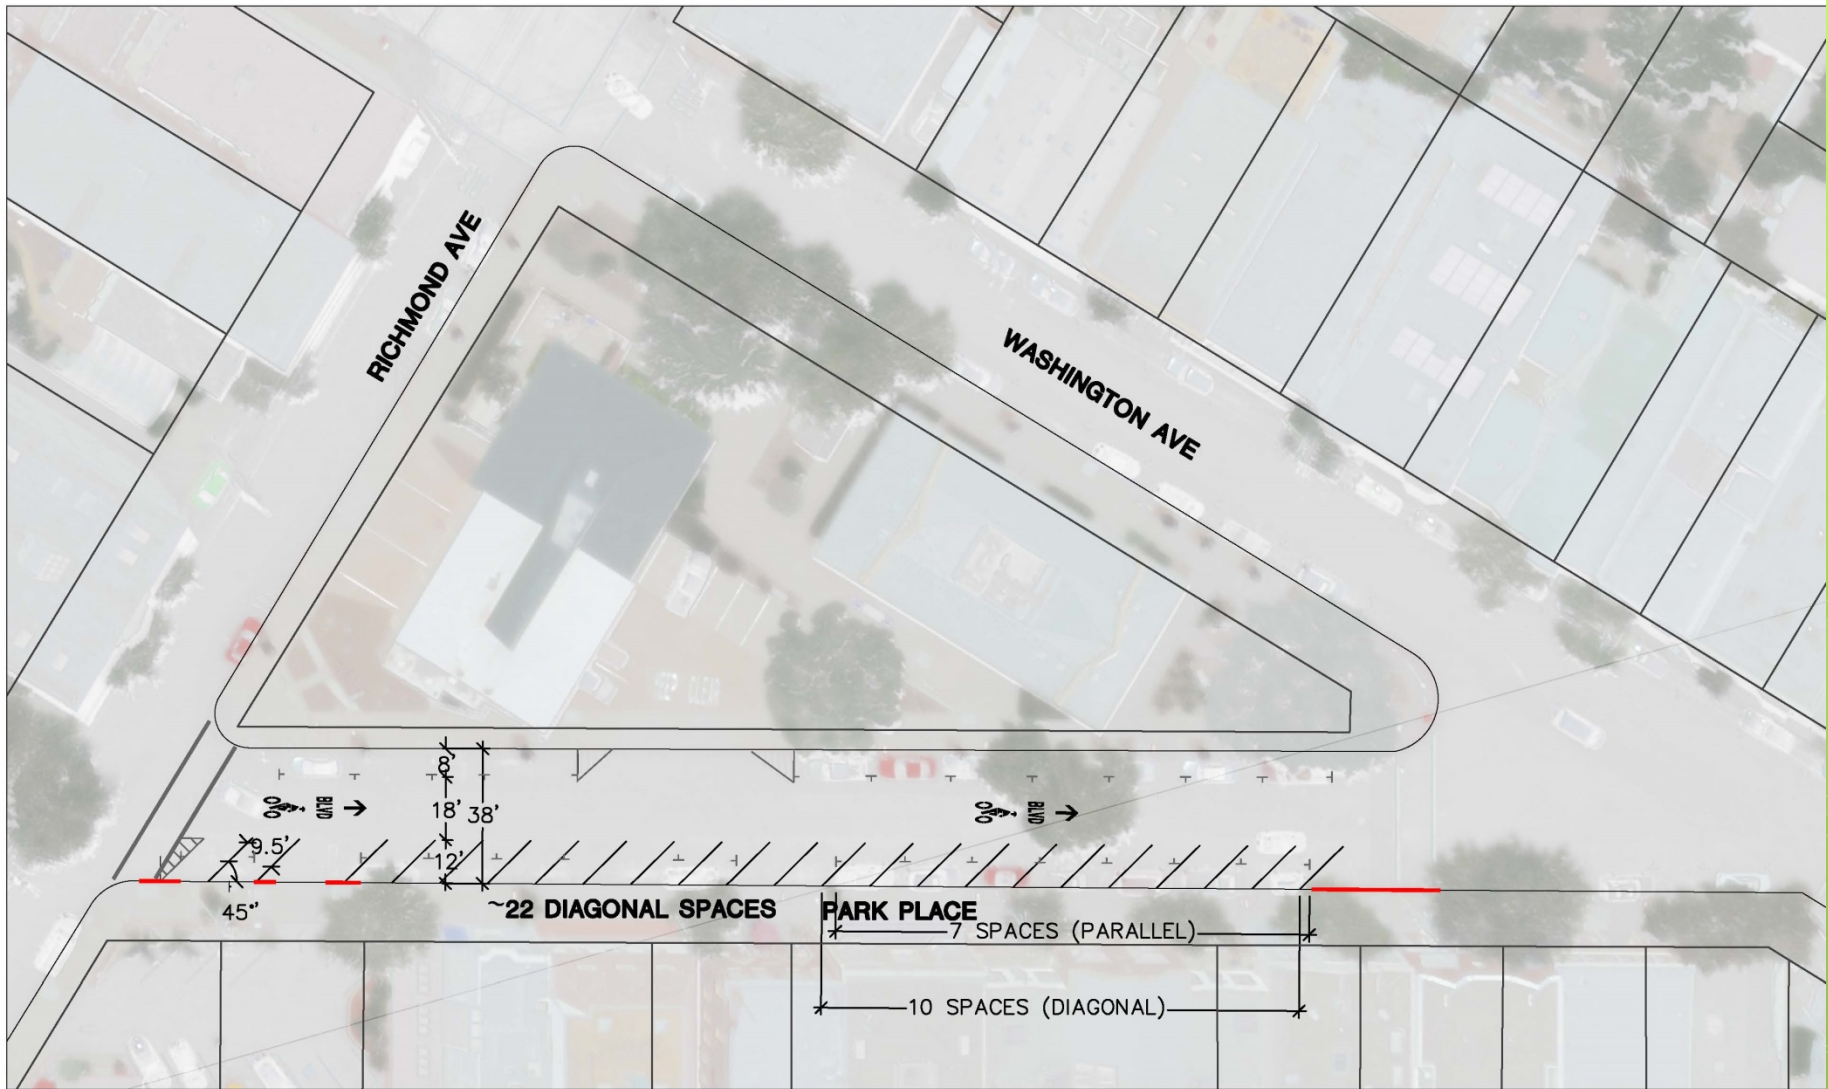 RICHMOND AVE
WASHINGTON AVE
8'
18'
38'
12'
9.5'
45°
BLVD
BLVD
~22 DIAGONAL SPACES
PARK PLACE
7 SPACES (PARALLEL)
10 SPACES (DIAGONAL)